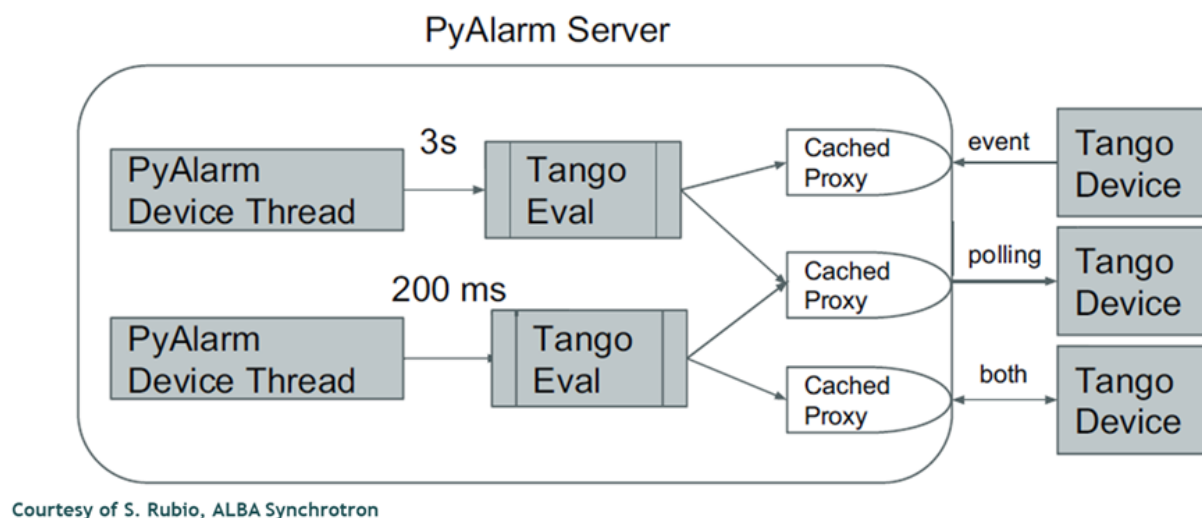 PyAlarm Server
PyAlarm
Device Thread
3s
Tango
Eval
Cached
Proxy
event
Tango
Device
Cached
Proxy
polling
Tango
Device
PyAlarm
Device Thread
200 ms
Tango
Eval
Cached
Proxy
both
Tango
Device
Courtesy of S. Rubio, ALBA Synchrotron